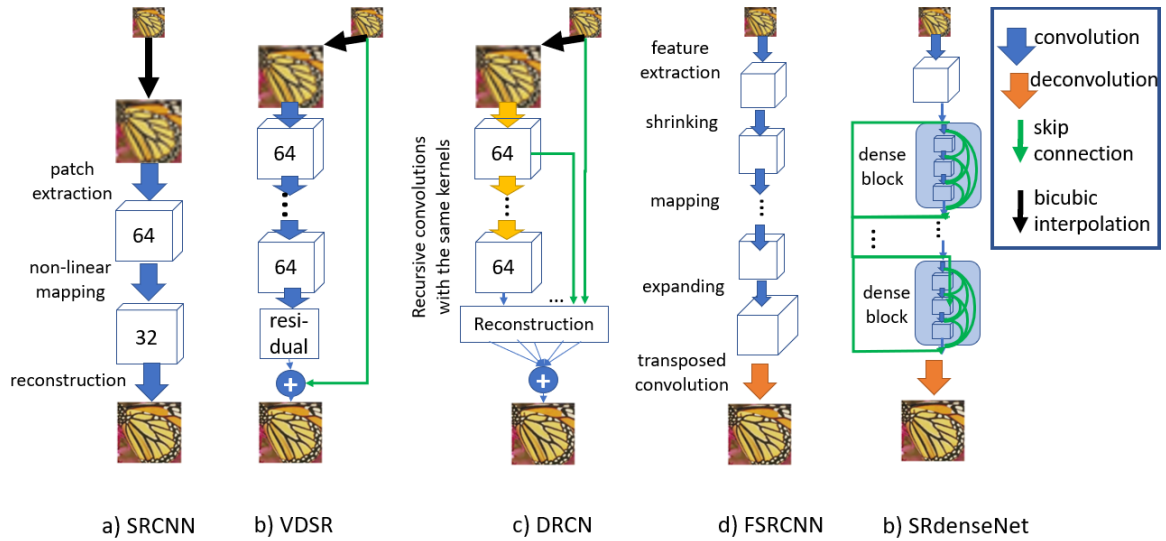 patch
extraction
64
non-linear
mapping
32
reconstruction
a) SRCNN
64
64
resi-
dual
+
b) VDSR
Recursive convolutions
with the same kernels
64
64
...
Reconstruction
+
c) DRCN
feature
extraction
shrinking
mapping
...
expanding
transposed
convolution
d) FSRCNN
dense
block
...
...
dense
block
b) SRdenseNet
convolution
deconvolution
skip
connection
bicubic
interpolation